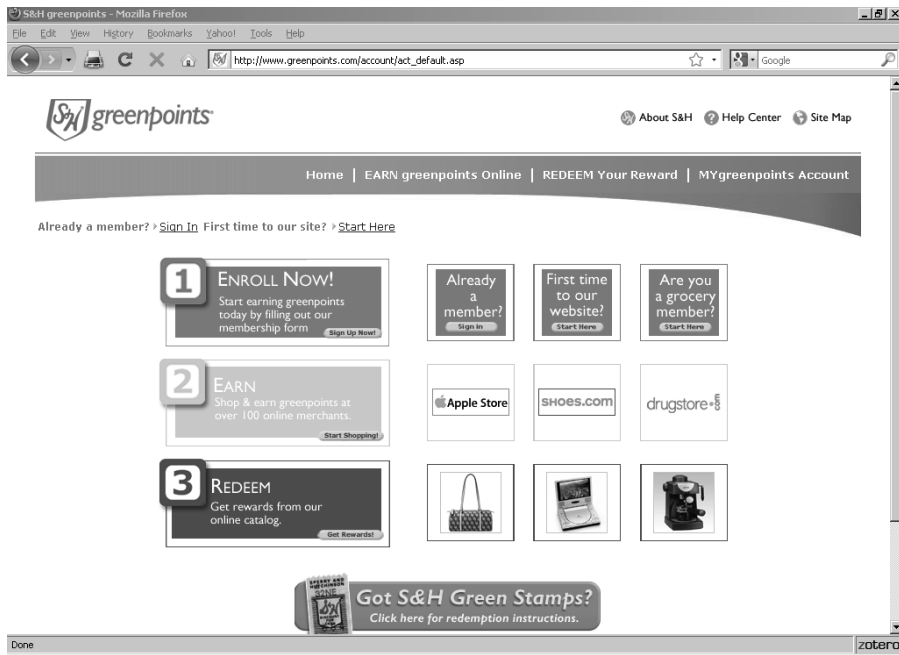 S&H greenpoints - Mozilla Firefox
File Edit View History Bookmarks Yahoo! Tools Help
http://www.greenpoints.com/account/act_default.asp
Google
S&H greenpoints
About S&H Help Center Site Map
Home | EARN greenpoints Online | REDEEM Your Reward | MYgreenpoints Account
Already a member? Sign In First time to our site? Start Here
1
ENROLL NOW!
Start earning greenpoints
today by filling out our
membership form
Sign Up Now!
Already
a
member?
Sign in
First time
to our
website?
Start Here
Are you
a grocery
member?
Start Here
2
EARN
Shop & earn greenpoints at
over 100 online merchants.
Start Shopping!
Apple Store
SHOES.COM
drugstore.com
3
REDEEM
Get rewards from our
online catalog.
Get Rewards!
SPERRY AND
HUTCHINSON
32NE
S&H
Got S&H Green Stamps?
Click here for redemption instructions.
Done
zotero